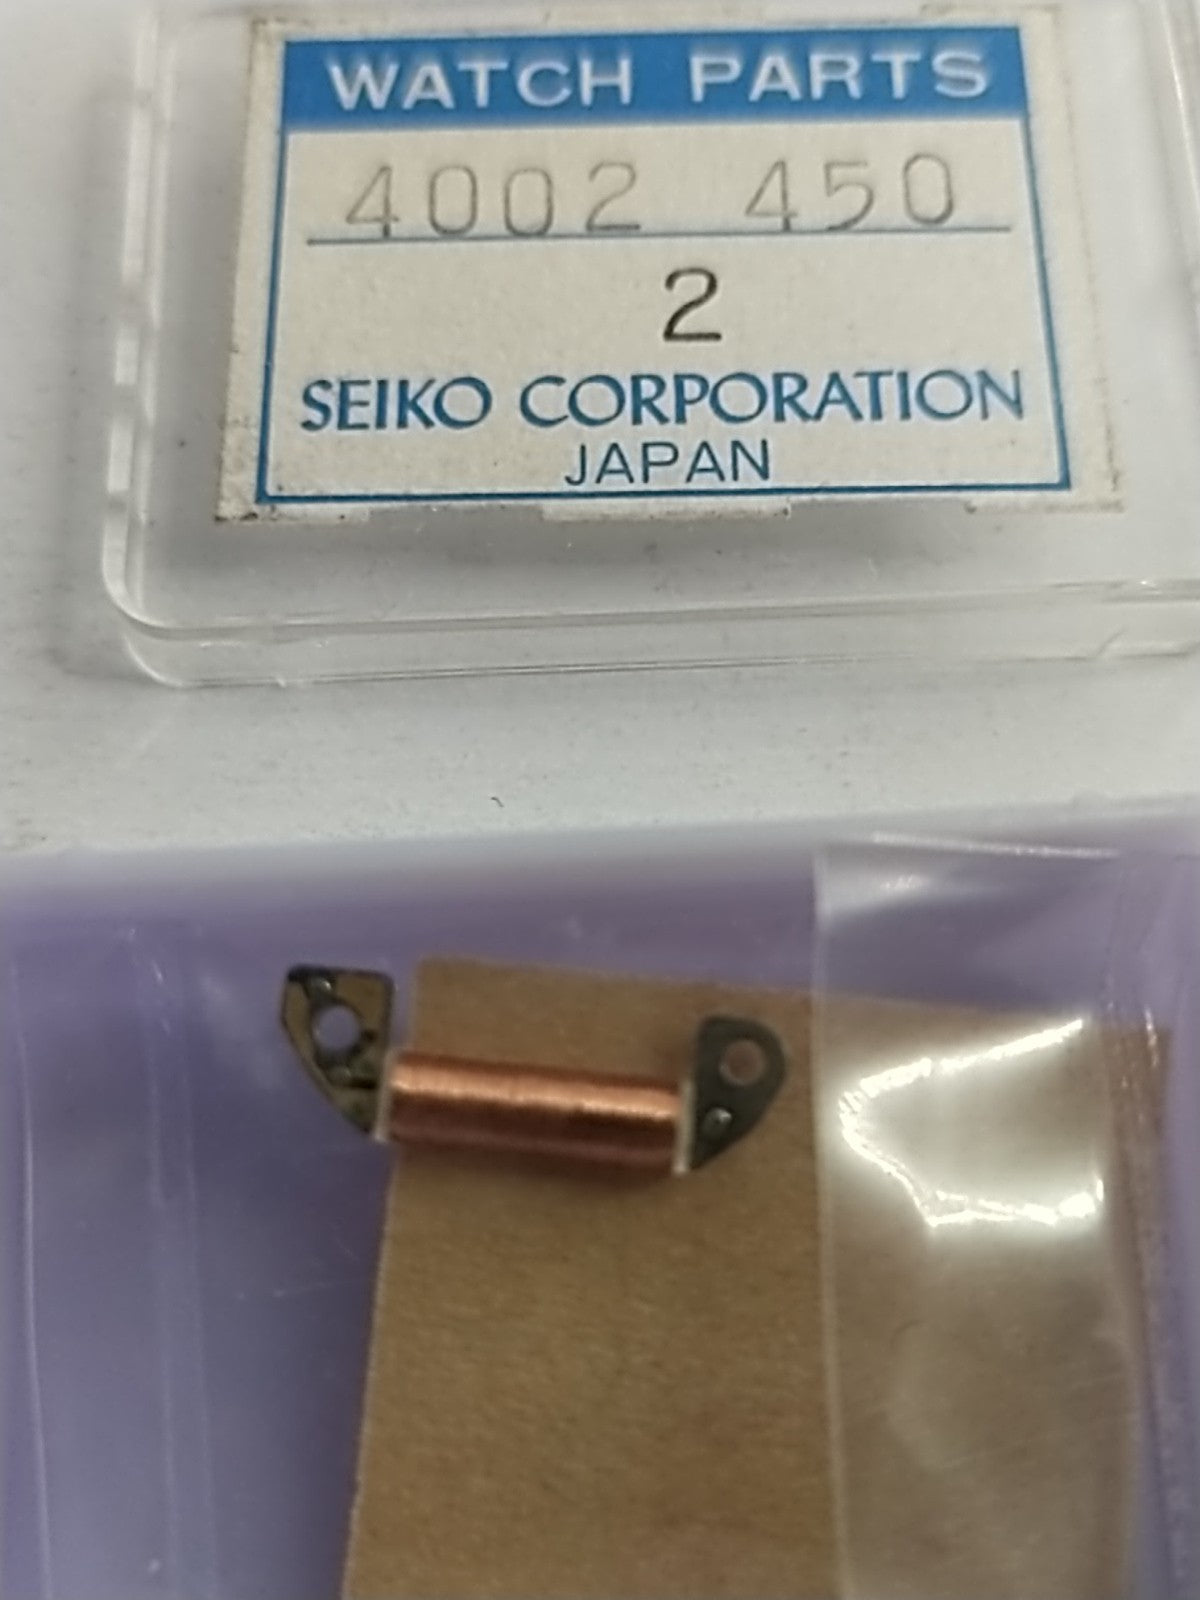 WATCH PARTS
4002 450
2
SEIKO CORPORATION
JAPAN